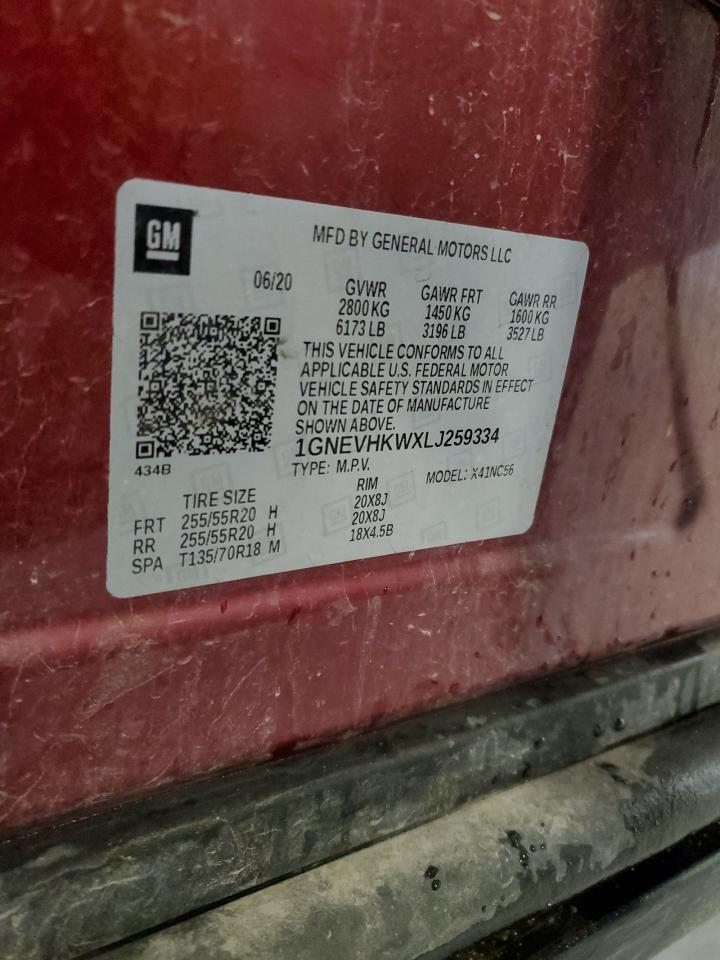 GM
MFD BY GENERAL MOTORS LLC
06/20 GVWR GAWR FRT GAWR RR
2800 KG 1450 KG 1600 KG
6173 LB 3196 LB 3527 LB
THIS VEHICLE CONFORMS TO ALL
APPLICABLE U.S. FEDERAL MOTOR
VEHICLE SAFETY STANDARDS IN EFFECT
ON THE DATE OF MANUFACTURE
SHOWN ABOVE.
1GNEVHKWXLJ259334
434B TYPE: M.P.V. MODEL: X41NC56
TIRE SIZE RIM
FRT 255/55R20 H 20X8J
RR 255/55R20 H 20X8J
SPA T135/70R18 M 18X4.5B